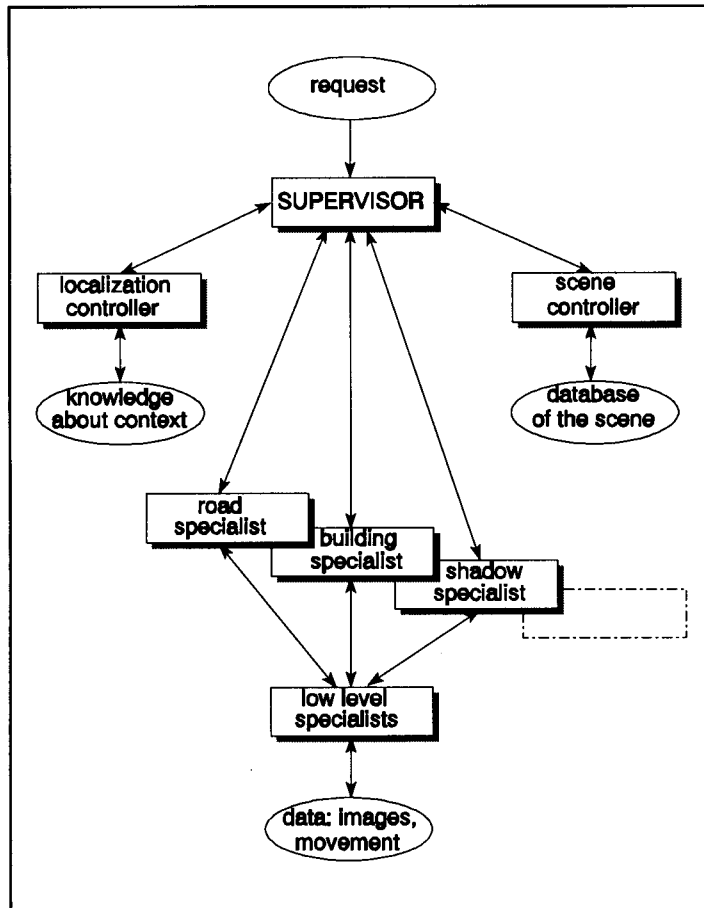 request
SUPERVISOR
localization
controller
scene
controller
knowledge
about context
database
of the scene
road
specialist
building
specialist
shadow
specialist
low level
specialists
data: images,
movement